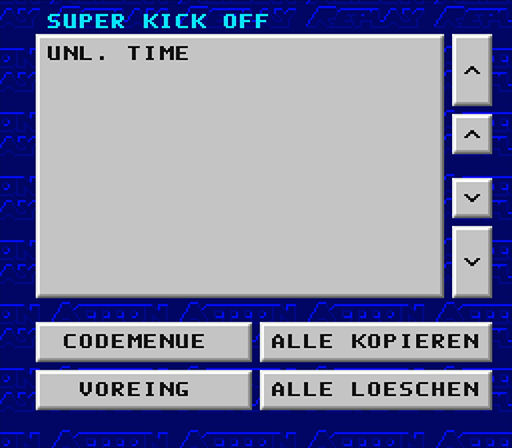 SUPER KICK OFF
UNL. TIME
CODEMENUE
ALLE KOPIEREN
VOREING
ALLE LOESCHEN